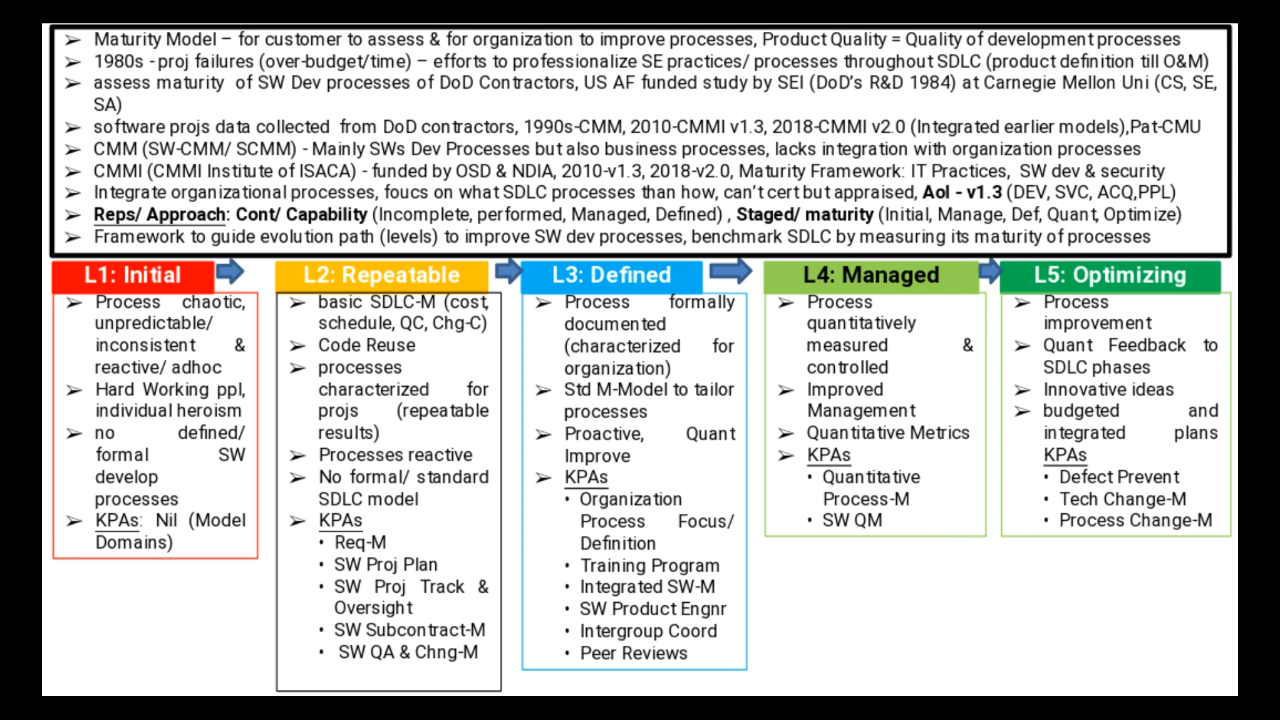 ➢ Maturity Model – for customer to assess & for organization to improve processes, Product Quality = Quality of development processes
➢ 1980s - proj failures (over-budget/time) – efforts to professionalize SE practices/ processes throughout SDLC (product definition till O&M)
➢ assess maturity of SW Dev processes of DoD Contractors, US AF funded study by SEI (DoD's R&D 1984) at Carnegie Mellon Uni (CS, SE,
SA)
➢ software projs data collected from DoD contractors, 1990s-CMM, 2010-CMMI v1.3, 2018-CMMI v2.0 (Integrated earlier models),Pat-CMU
➢ CMM (SW-CMM/ SCMM) - Mainly SWs Dev Processes but also business processes, lacks integration with organization processes
➢ CMMI (CMMI Institute of ISACA) - funded by OSD & NDIA, 2010-v1.3, 2018-v2.0, Maturity Framework: IT Practices, SW dev & security
➢ Integrate organizational processes, foucs on what SDLC processes than how, can't cert but appraised, AoI - v1.3 (DEV, SVC, ACQ,PPL)
➢ Reps/ Approach: Cont/ Capability (Incomplete, performed, Managed, Defined) , Staged/ maturity (Initial, Manage, Def, Quant, Optimize)
➢ Framework to guide evolution path (levels) to improve SW dev processes, benchmark SDLC by measuring its maturity of processes
L1: Initial
➢ Process chaotic,
unpredictable/
inconsistent &
reactive/ adhoc
➢ Hard Working ppl,
individual heroism
➢ no defined/
formal SW
develop
processes
➢ KPAs: Nil (Model
Domains)
L2: Repeatable
➢ basic SDLC-M (cost,
schedule, QC, Chg-C)
➢ Code Reuse
➢ processes
characterized for
projs (repeatable
results)
➢ Processes reactive
➢ No formal/ standard
SDLC model
➢ KPAs
• Req-M
• SW Proj Plan
• SW Proj Track &
Oversight
• SW Subcontract-M
• SW QA & Chng-M
L3: Defined
➢ Process formally
documented
(characterized for
organization)
➢ Std M-Model to tailor
processes
➢ Proactive, Quant
Improve
➢ KPAs
• Organization
Process Focus/
Definition
• Training Program
• Integrated SW-M
• SW Product Engnr
• Intergroup Coord
• Peer Reviews
L4: Managed
➢ Process
quantitatively
measured &
controlled
➢ Improved
Management
➢ Quantitative Metrics
➢ KPAs
• Quantitative
Process-M
• SW QM
L5: Optimizing
➢ Process
improvement
➢ Quant Feedback to
SDLC phases
➢ Innovative ideas
➢ budgeted and
integrated plans
KPAs
• Defect Prevent
• Tech Change-M
• Process Change-M